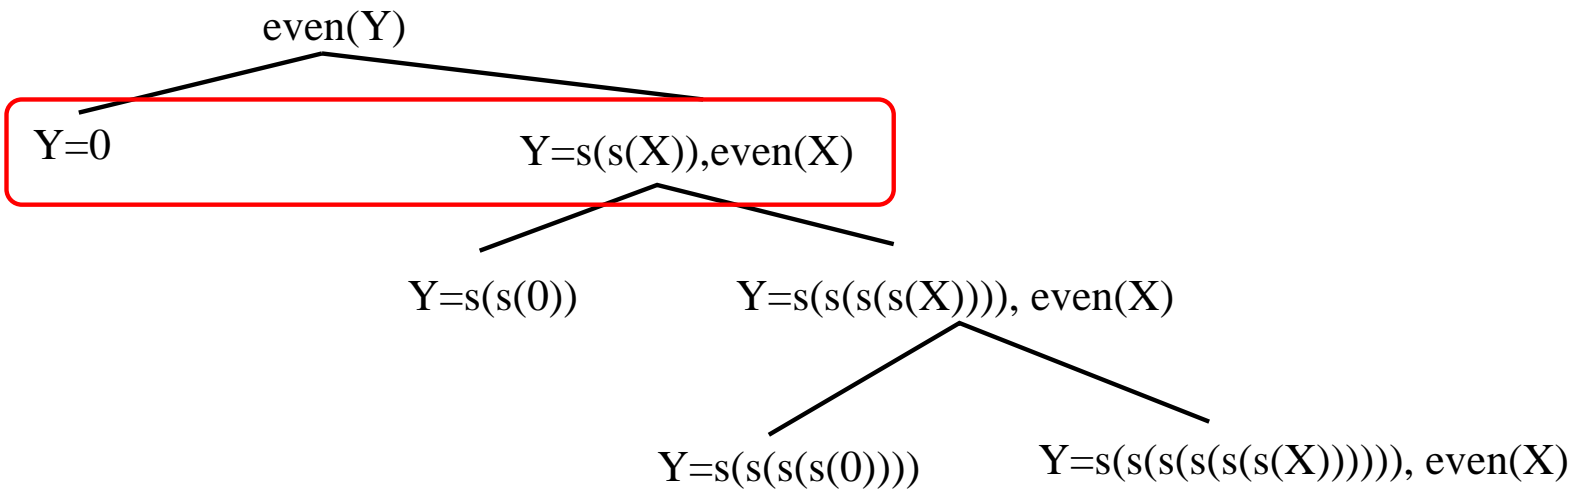 even(Y)
Y=0
Y=s(s(X)),even(X)
Y=s(s(0))
Y=s(s(s(s(X)))), even(X)
Y=s(s(s(s(0))))
Y=s(s(s(s(s(s(X)))))), even(X)